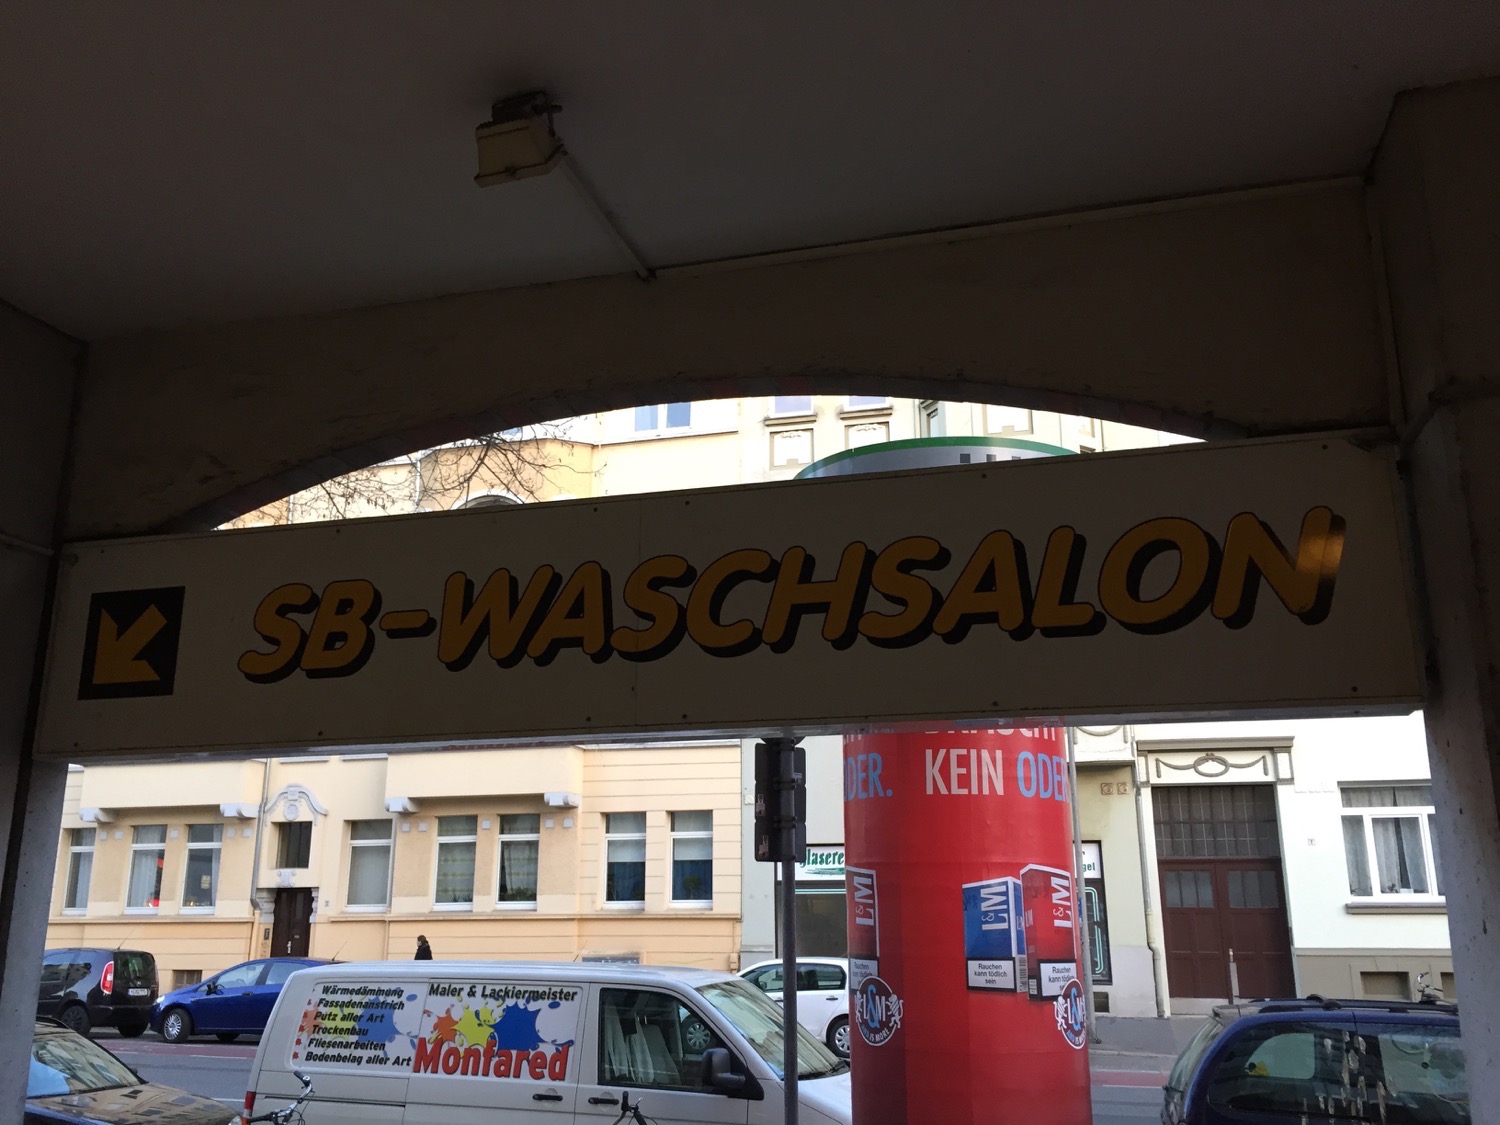 SB-WASCHSALON
KEIN ODER
DER.
L&M
L&M
L&M
Rauchen
kann tödlich
sein
Rauchen
kann tödlich
L&M
L&M
Wärmedämmung
Fassadenanstrich
Putz aller Art
Trockenbau
Fliesenarbeiten
Bodenbelag aller Art
Maler & Lackiermeister
Monfared